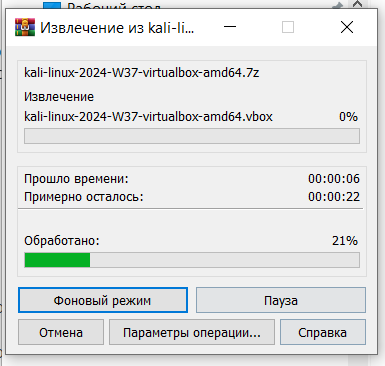 Рабочий стол
Извлечение из kali-li...
kali-linux-2024-W37-virtualbox-amd64.7z
Извлечение
kali-linux-2024-W37-virtualbox-amd64.vbox 0%
Прошло времени: 00:00:06
Примерно осталось: 00:00:22
Обработано: 21%
Фоновый режим Пауза
Отмена Параметры операции... Справка